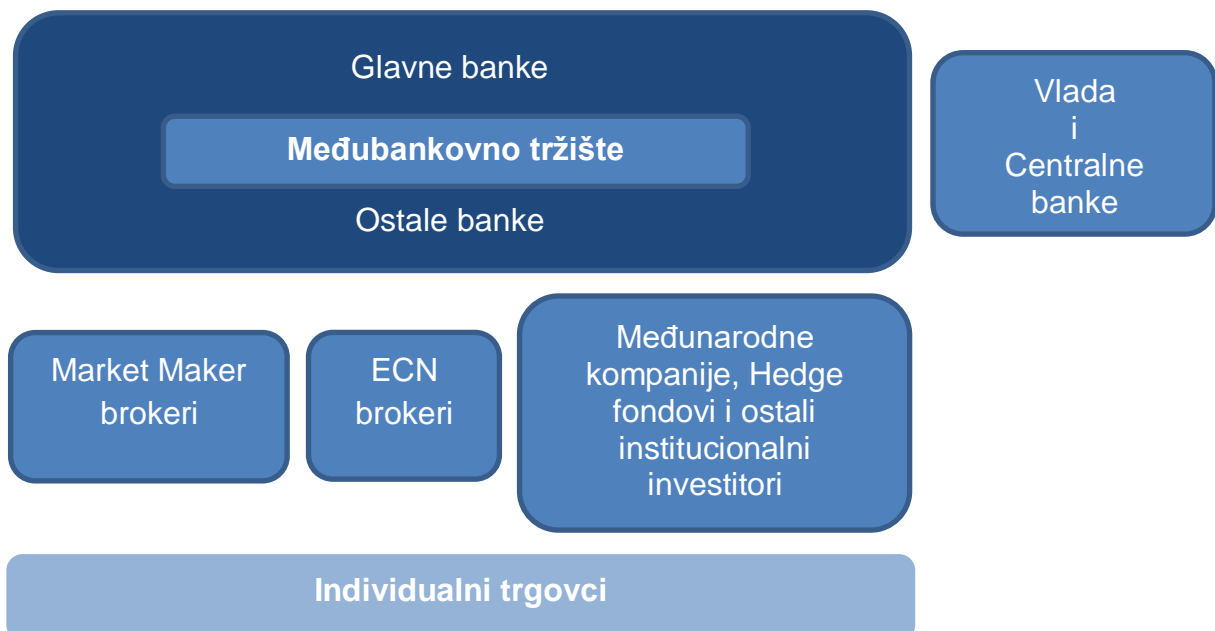 Glavne banke
Međubankovno tržište
Ostale banke
Vlada
i
Centralne
banke
Market Maker
brokeri
ECN
brokeri
Međunarodne
kompanije, Hedge
fondovi i ostali
institucionalni
investitori
Individualni trgovci